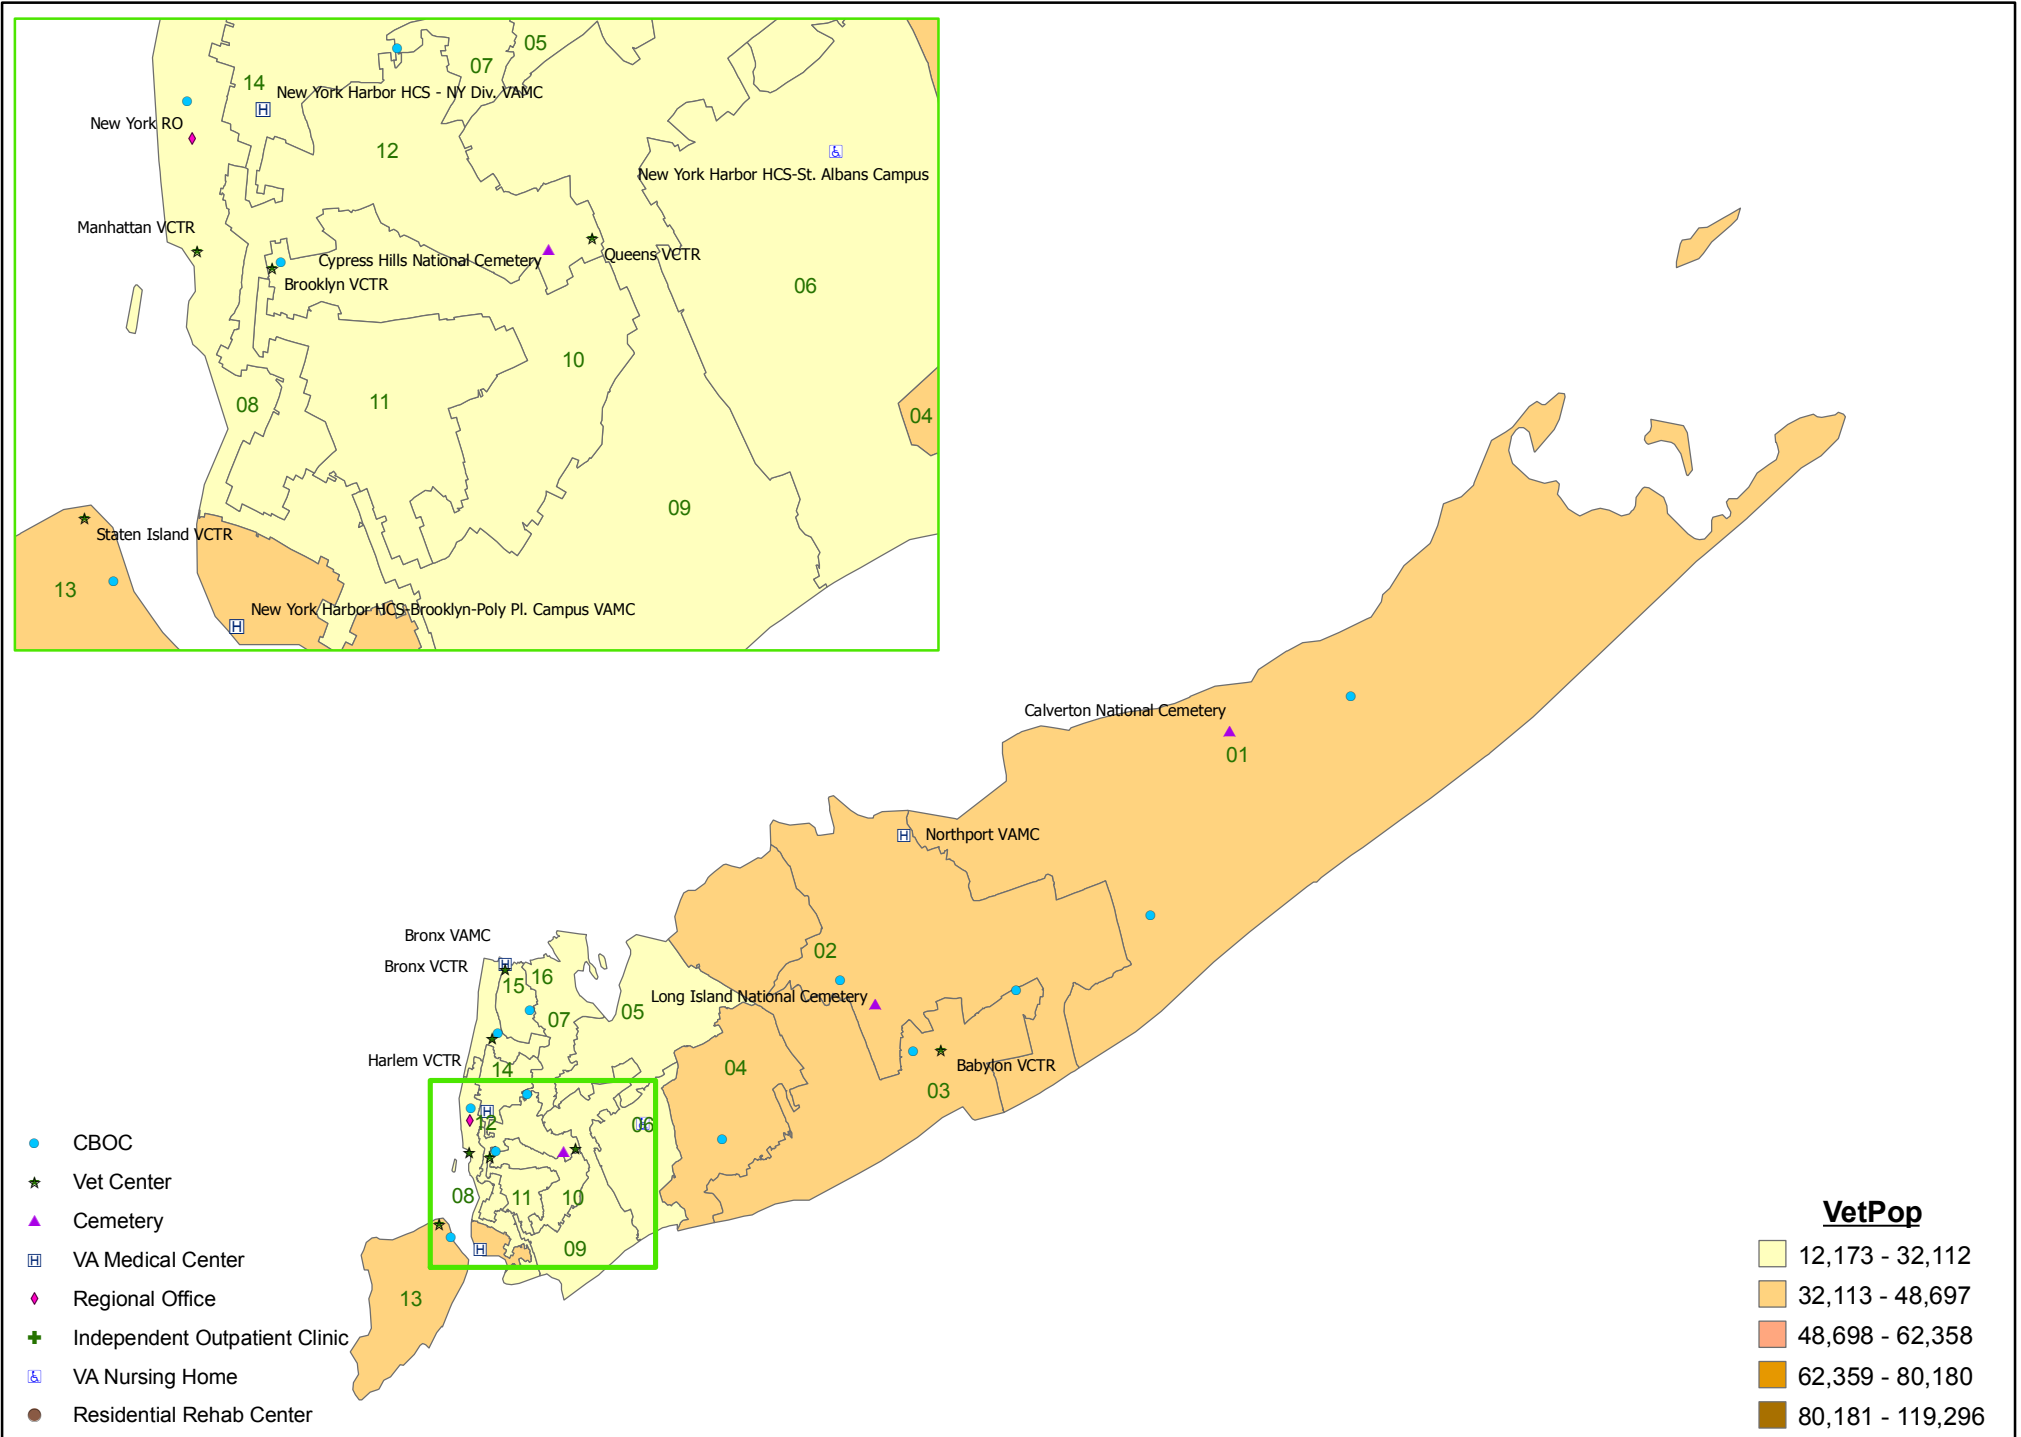 05
07
14
New York Harbor HCS - NY Div. VAMC
New York RO
12
New York Harbor HCS-St. Albans Campus
Manhattan VCTR
Cypress Hills National Cemetery
Queens VCTR
Brooklyn VCTR
06
10
11
08
04
09
Staten Island VCTR
13
New York Harbor HCS-Brooklyn-Poly Pl. Campus VAMC
Calverton National Cemetery
01
Northport VAMC
Bronx VAMC
Bronx VCTR
02
16
15
Long Island National Cemetery
05
07
Harlem VCTR
14
04
Babylon VCTR
03
12
06
08
11
10
09
13
CBOC
Vet Center
Cemetery
VA Medical Center
Regional Office
Independent Outpatient Clinic
VA Nursing Home
Residential Rehab Center
VetPop
12,173 - 32,112
32,113 - 48,697
48,698 - 62,358
62,359 - 80,180
80,181 - 119,296